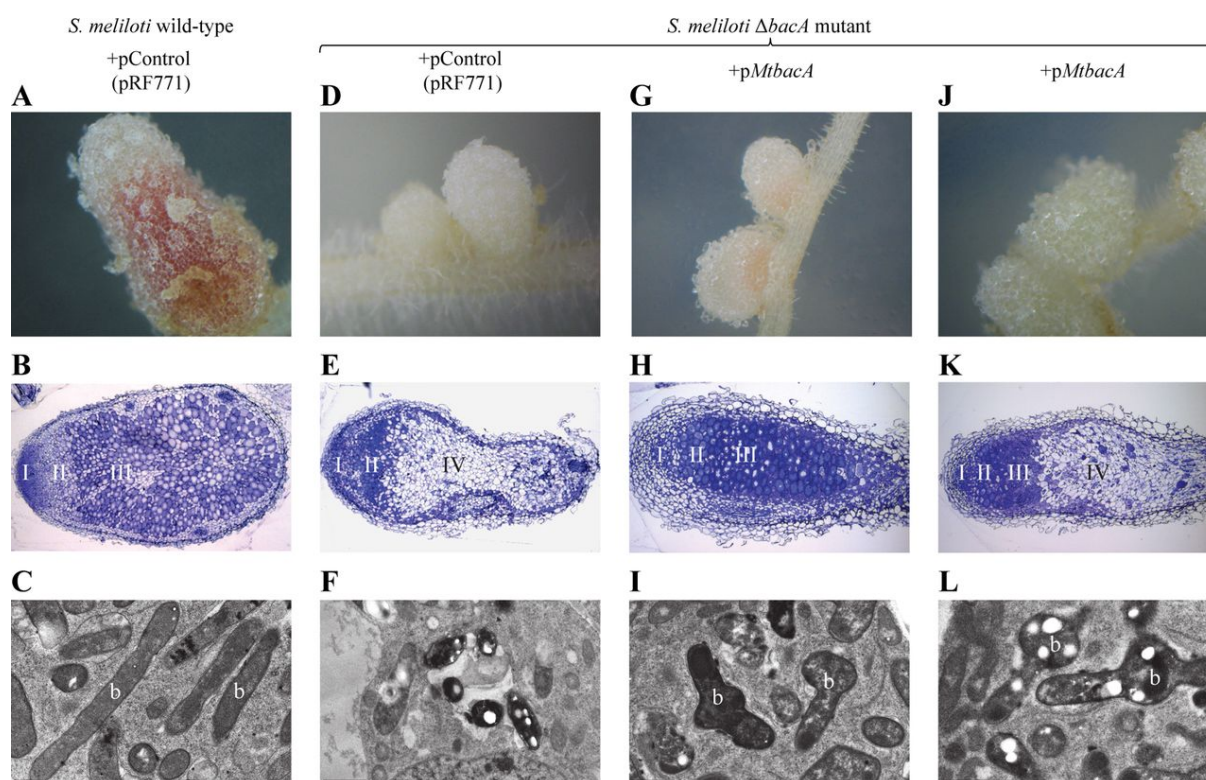 S. meliloti wild-type
S. meliloti ΔbacA mutant
+pControl
(pRF771)
+pControl
(pRF771)
+pMtbacA
+pMtbacA
A
D
G
J
B
E
H
K
I II III
I II IV
I II III
I II III IV
C
F
I
L
b b
b b
b b